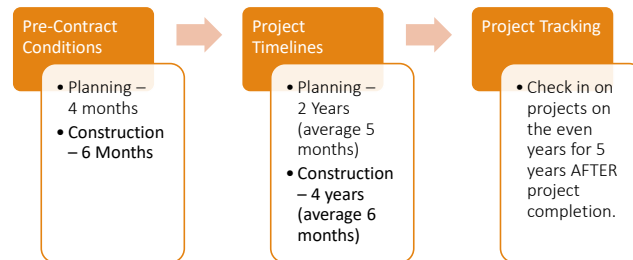 Pre-Contract
Conditions
• Planning –
4 months
• Construction
– 6 Months
Project
Timelines
• Planning –
2 Years
(average 5
months)
• Construction
– 4 years
(average 6
months)
Project Tracking
• Check in on
projects on
the even
years for 5
years AFTER
project
completion.